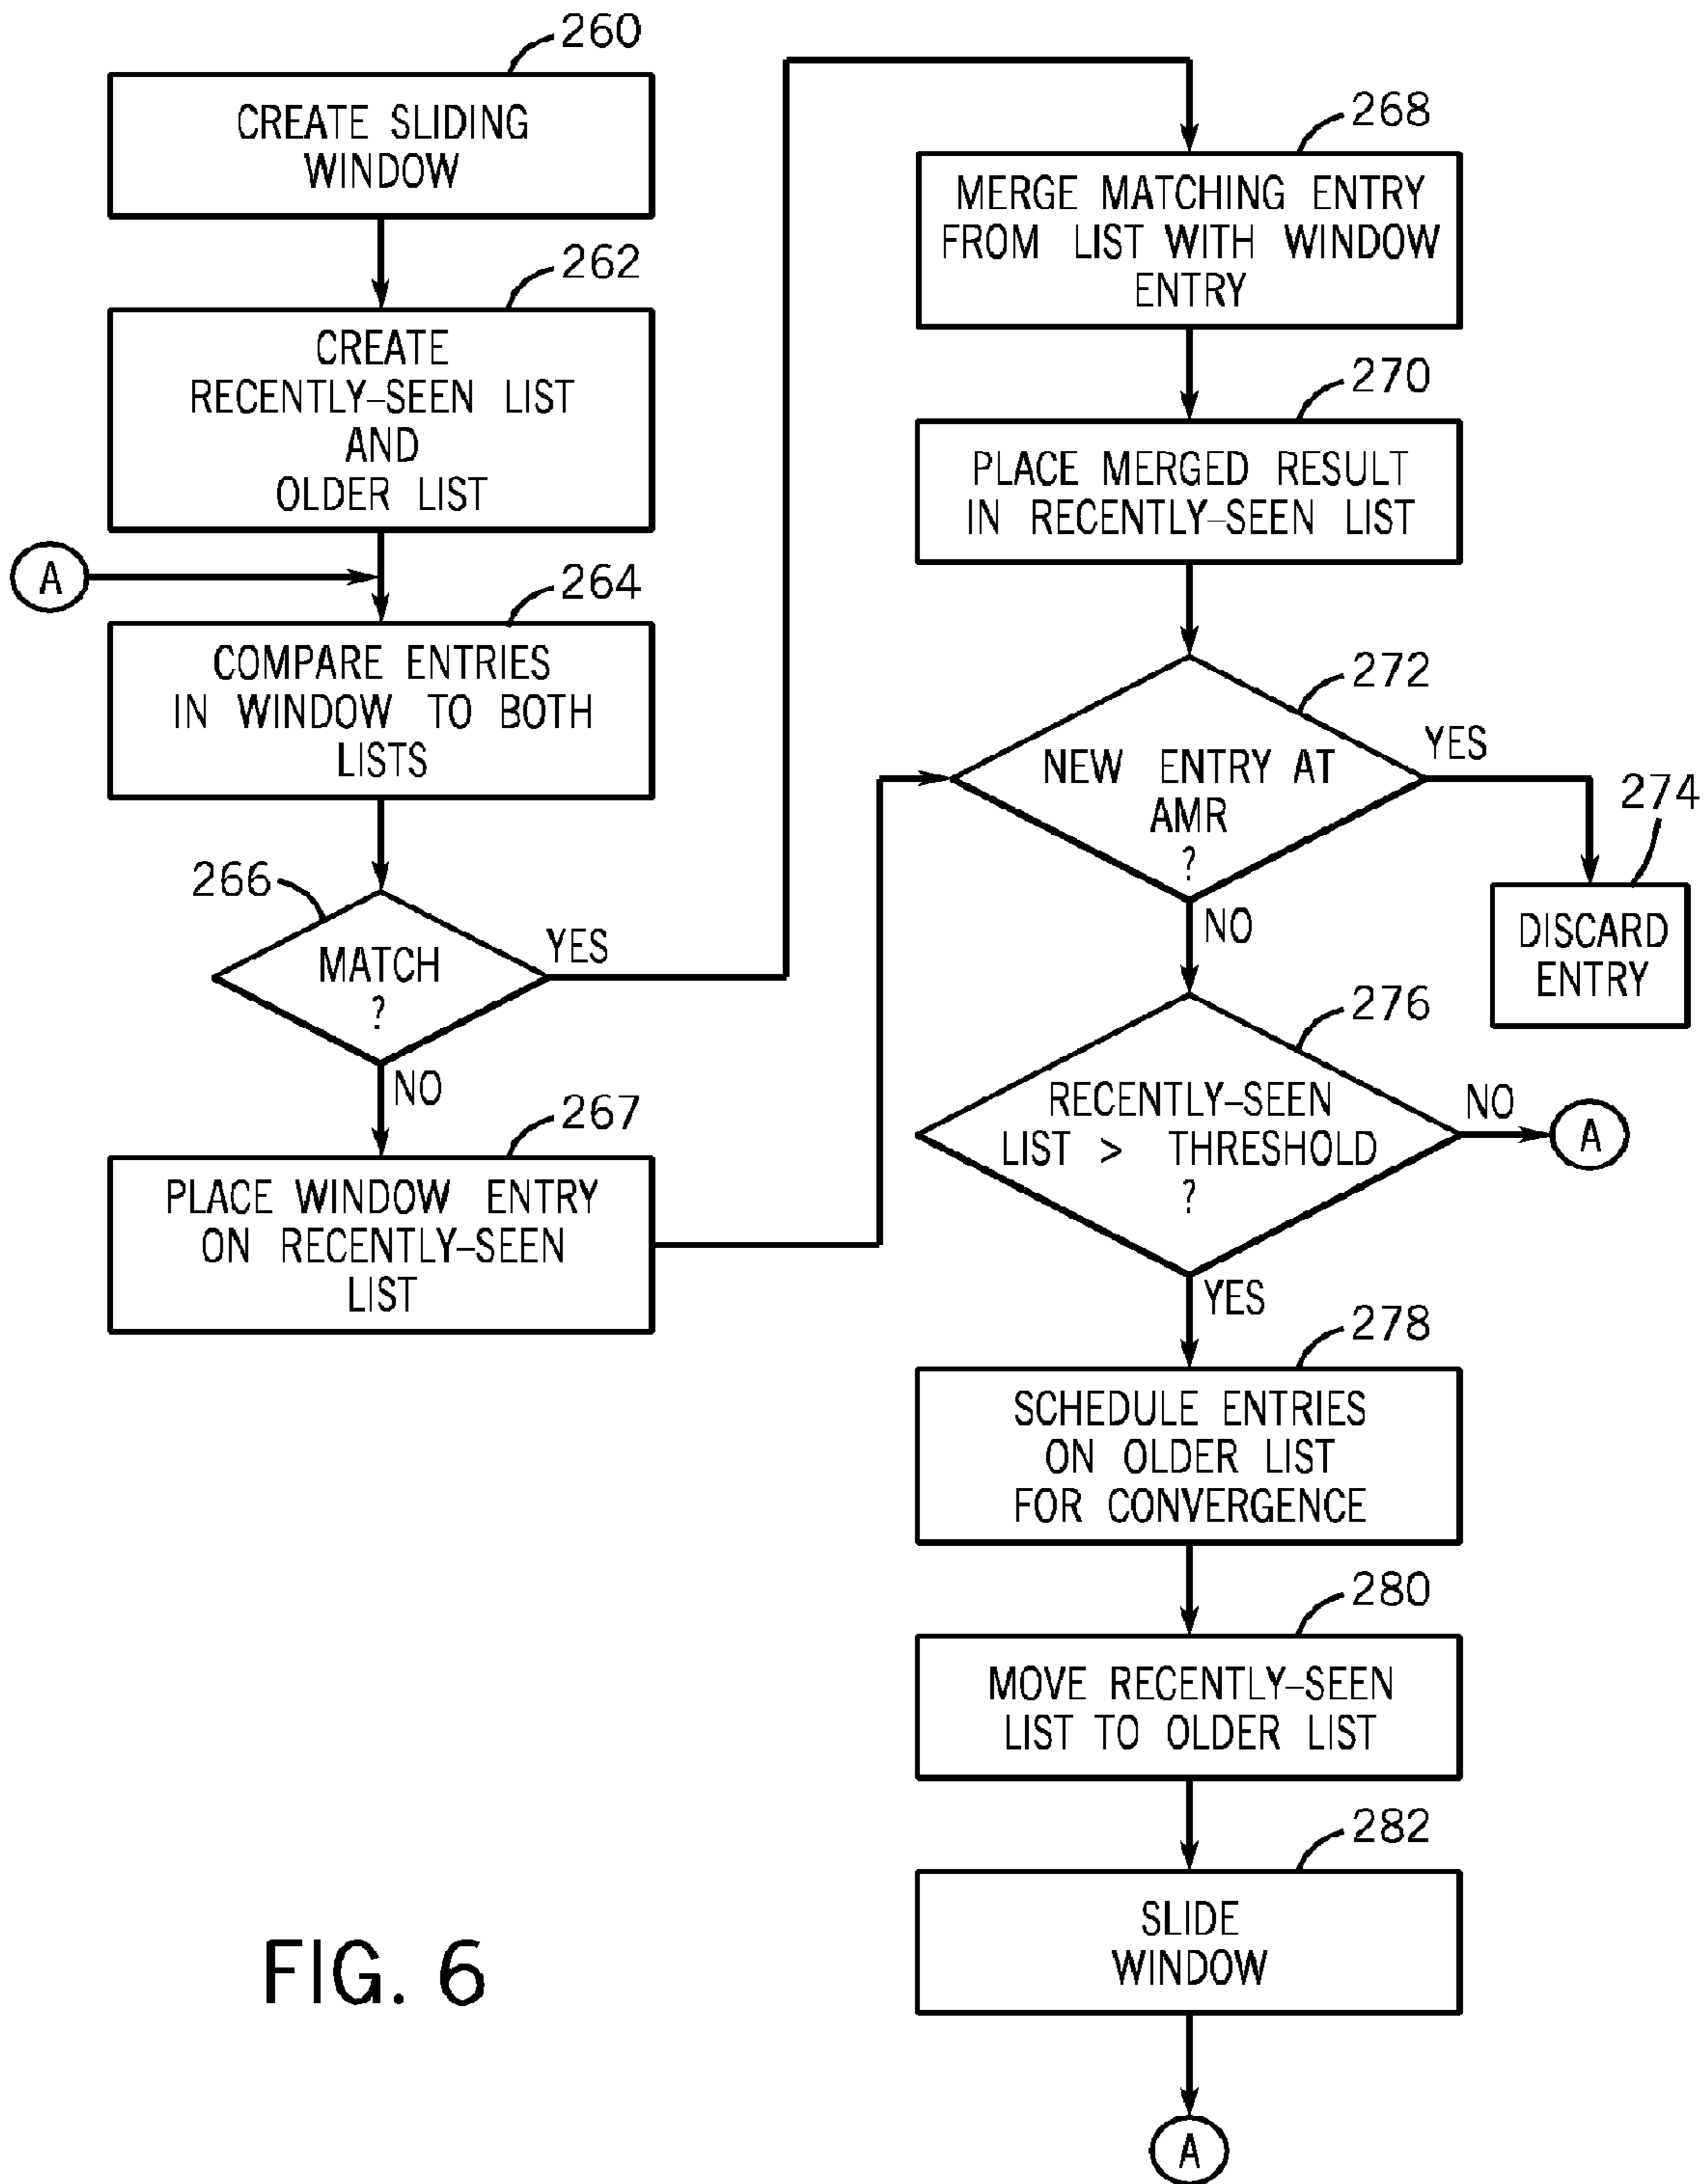 260
CREATE SLIDING
WINDOW
262
CREATE
RECENTLY–SEEN LIST
AND
OLDER LIST
A
264
COMPARE ENTRIES
IN WINDOW TO BOTH
LISTS
266
MATCH
?
YES
NO
267
PLACE WINDOW ENTRY
ON RECENTLY–SEEN
LIST
268
MERGE MATCHING ENTRY
FROM LIST WITH WINDOW
ENTRY
270
PLACE MERGED RESULT
IN RECENTLY–SEEN LIST
272
NEW ENTRY AT
AMR
?
YES
274
DISCARD
ENTRY
NO
276
RECENTLY–SEEN
LIST > THRESHOLD
?
NO
A
YES
278
SCHEDULE ENTRIES
ON OLDER LIST
FOR CONVERGENCE
280
MOVE RECENTLY–SEEN
LIST TO OLDER LIST
282
SLIDE
WINDOW
A
FIG. 6